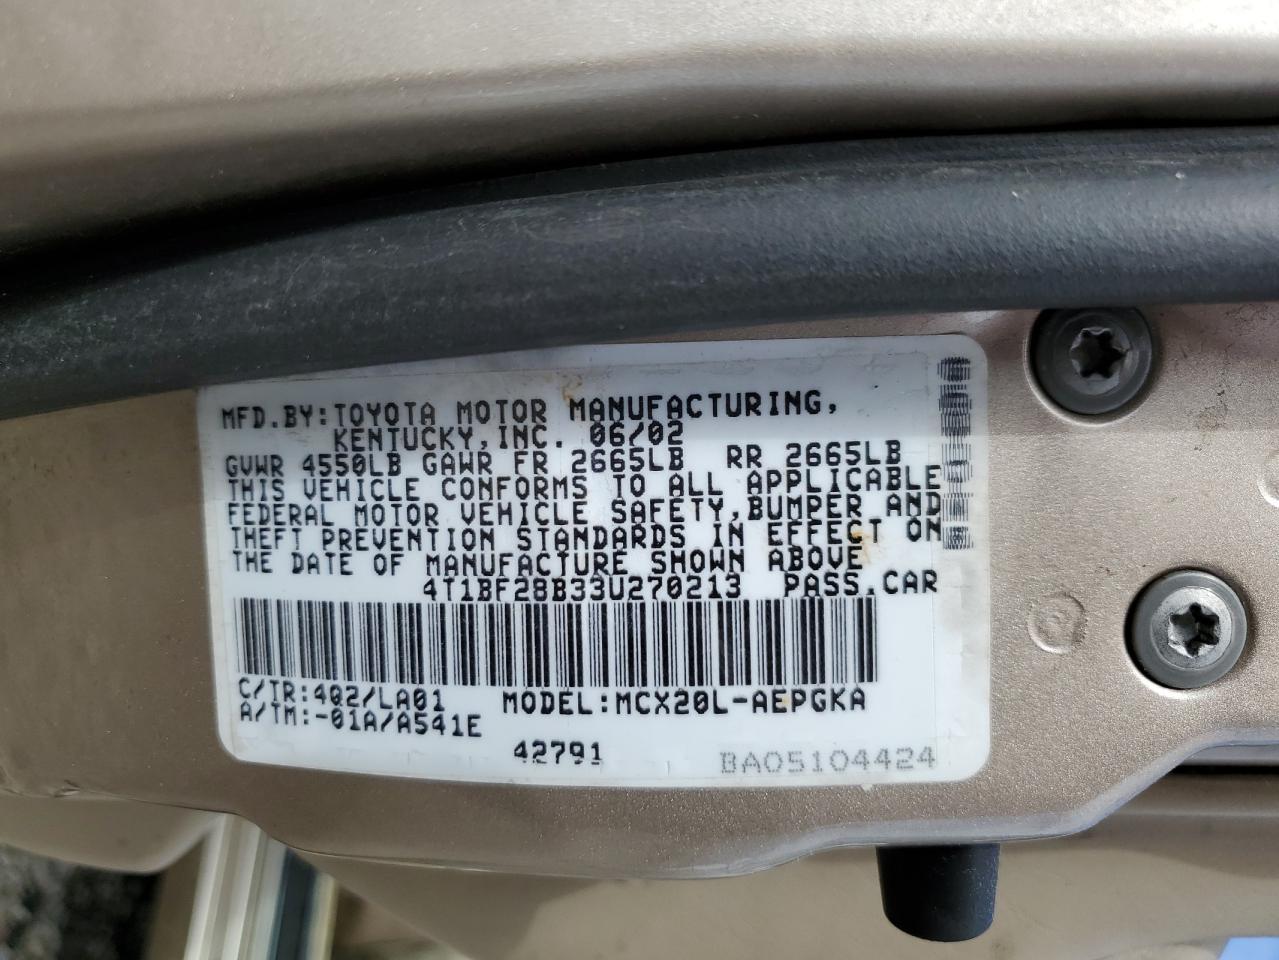 MFD.BY:TOYOTA MOTOR MANUFACTURING,
KENTUCKY,INC. 06/02
GVWR 4550LB GAWR FR 2665LB RR 2665LB
THIS VEHICLE CONFORMS TO ALL APPLICABLE
FEDERAL MOTOR VEHICLE SAFETY,BUMPER AND
THEFT PREVENTION STANDARDS IN EFFECT ON
THE DATE OF MANUFACTURE SHOWN ABOVE
4T1BF28B33U270213 PASS.CAR
C/TR:4Q2/LA01 MODEL:MCX20L-AEPGKA
A/TM:-01A/A541E
42791 BA05104424